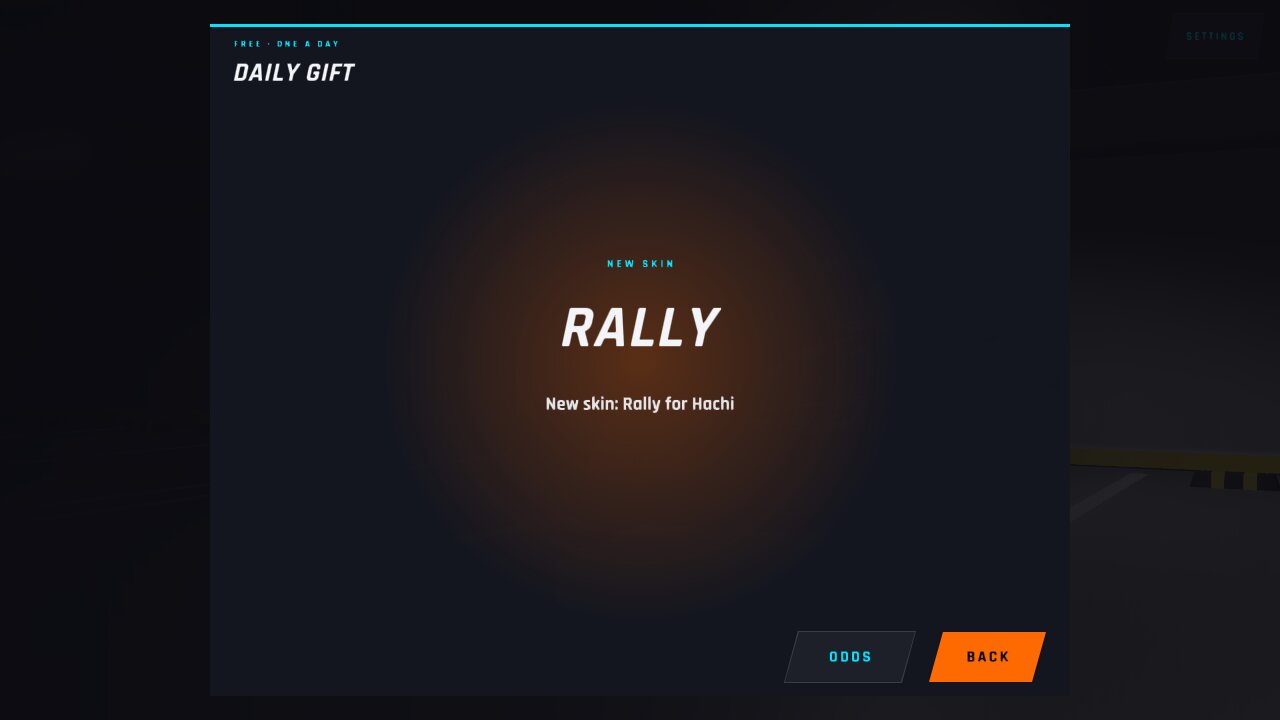 SETTINGS
FREE · ONE A DAY
DAILY GIFT
NEW SKIN
RALLY
New skin: Rally for Hachi
ODDS
BACK